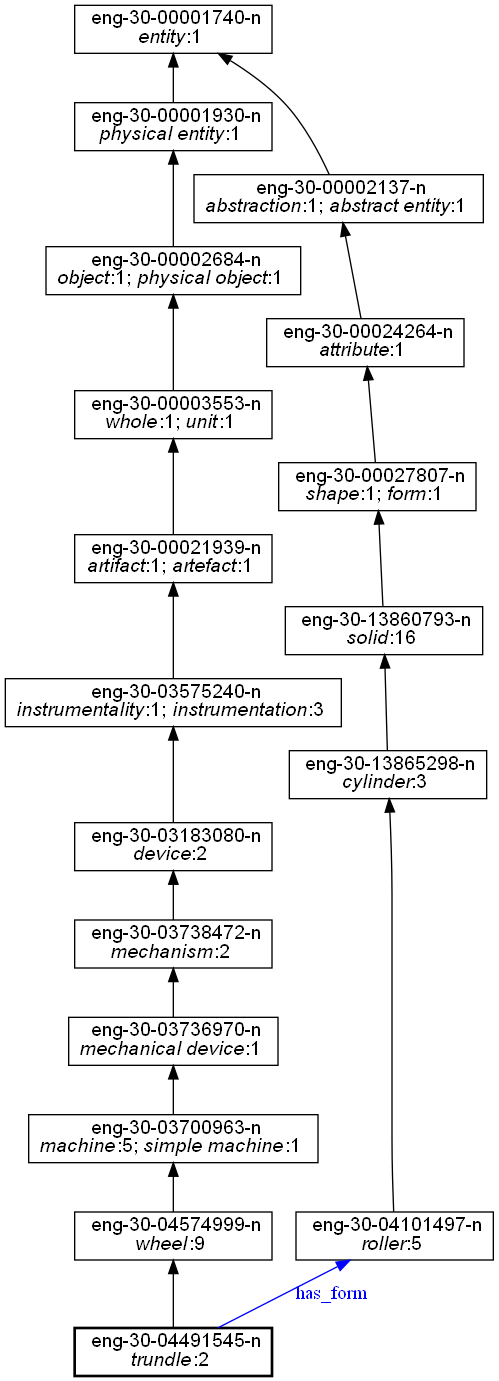 eng-30-00001740-n
entity:1
eng-30-00001930-n
physical entity:1
eng-30-00002137-n
abstraction:1; abstract entity:1
eng-30-00002684-n
object:1; physical object:1
eng-30-00024264-n
attribute:1
eng-30-00003553-n
whole:1; unit:1
eng-30-00027807-n
shape:1; form:1
eng-30-00021939-n
artifact:1; artefact:1
eng-30-13860793-n
solid:16
eng-30-03575240-n
instrumentality:1; instrumentation:3
eng-30-13865298-n
cylinder:3
eng-30-03183080-n
device:2
eng-30-03738472-n
mechanism:2
eng-30-03736970-n
mechanical device:1
eng-30-03700963-n
machine:5; simple machine:1
eng-30-04574999-n
wheel:9
eng-30-04101497-n
roller:5
has_form
eng-30-04491545-n
trundle:2